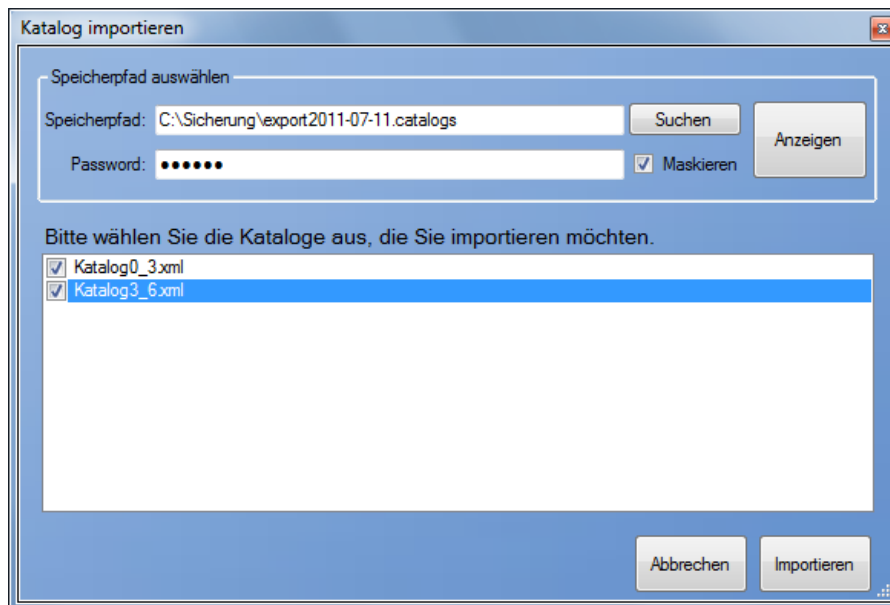 Katalog importieren
Speicherpfad auswählen
Speicherpfad: C:\Sicherung\export2011-07-11.catalogs Suchen
Anzeigen
Password: ●●●●●● Maskieren
Bitte wählen Sie die Kataloge aus, die Sie importieren möchten.
Katalog0_3.xml
Katalog3_6.xml
Abbrechen Importieren